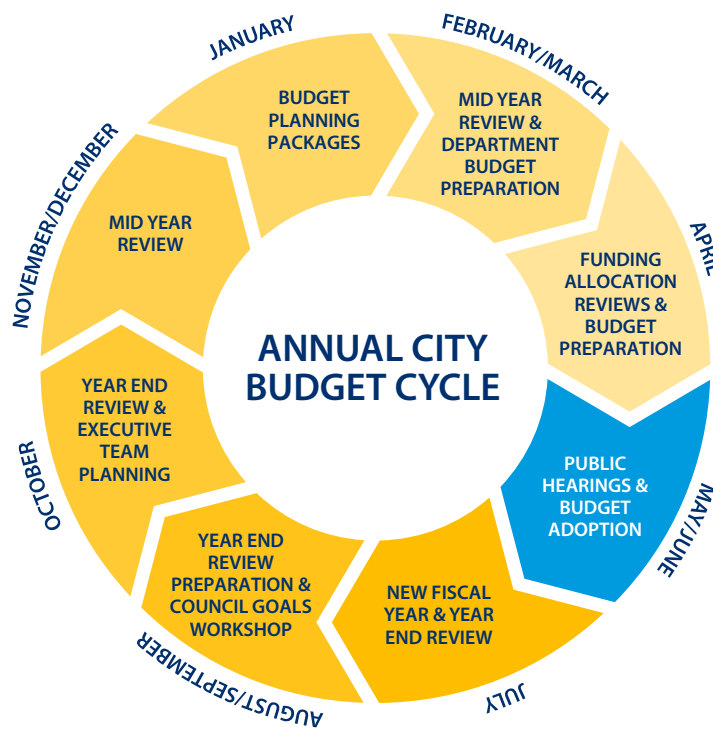 ANNUAL CITY
BUDGET CYCLE
JANUARY
BUDGET
PLANNING
PACKAGES
FEBRUARY/MARCH
MID YEAR
REVIEW &
DEPARTMENT
BUDGET
PREPARATION
APRIL
FUNDING
ALLOCATION
REVIEWS &
BUDGET
PREPARATION
MAY/JUNE
PUBLIC
HEARINGS &
BUDGET
ADOPTION
JULY
NEW FISCAL
YEAR & YEAR
END REVIEW
AUGUST/SEPTEMBER
YEAR END
REVIEW
PREPARATION &
COUNCIL GOALS
WORKSHOP
OCTOBER
YEAR END
REVIEW &
EXECUTIVE
TEAM
PLANNING
NOVEMBER/DECEMBER
MID YEAR
REVIEW